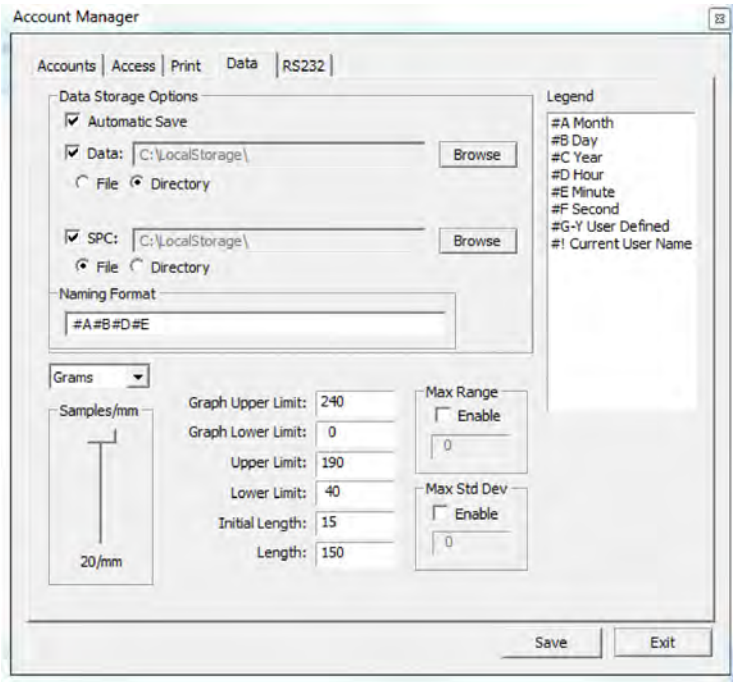 Account Manager
Accounts Access Print Data RS232
Data Storage Options
Automatic Save
Data: C:\LocalStorage\ Browse
File Directory
SPC: C:\LocalStorage\ Browse
File Directory
Naming Format
#A#B#D#E
Legend
#A Month
#B Day
#C Year
#D Hour
#E Minute
#F Second
#G-Y User Defined
#! Current User Name
Grams
Samples/mm
20/mm
Graph Upper Limit: 240
Graph Lower Limit: 0
Upper Limit: 190
Lower Limit: 40
Initial Length: 15
Length: 150
Max Range
Enable
0
Max Std Dev
Enable
0
Save Exit